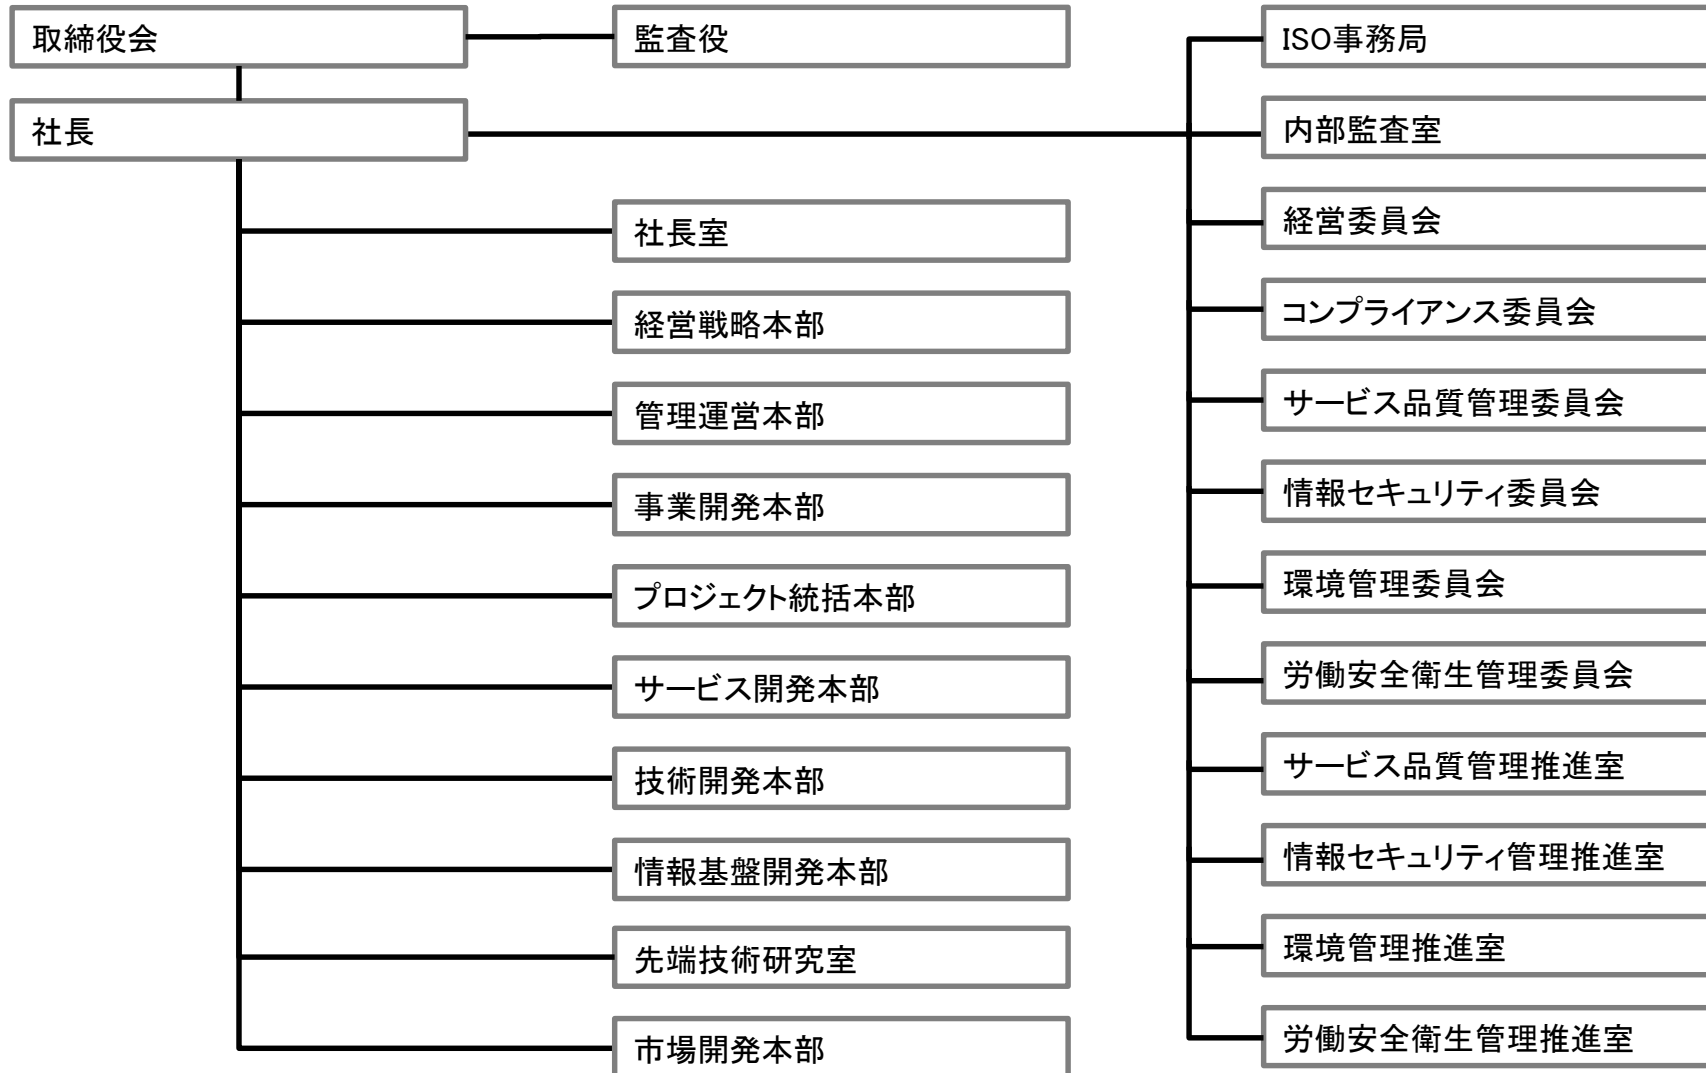 取締役会
監査役
社長
社長室
経営戦略本部
管理運営本部
事業開発本部
プロジェクト統括本部
サービス開発本部
技術開発本部
情報基盤開発本部
先端技術研究室
市場開発本部
ISO事務局
内部監査室
経営委員会
コンプライアンス委員会
サービス品質管理委員会
情報セキュリティ委員会
環境管理委員会
労働安全衛生管理委員会
サービス品質管理推進室
情報セキュリティ管理推進室
環境管理推進室
労働安全衛生管理推進室